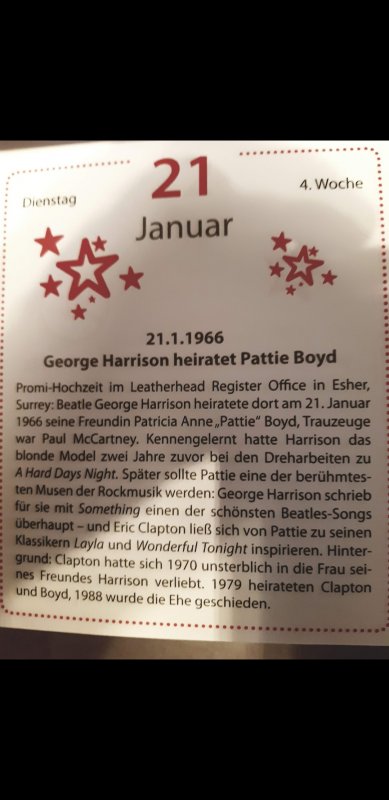 Dienstag
21
4. Woche
Januar
21.1.1966
George Harrison heiratet Pattie Boyd
Promi-Hochzeit im Leatherhead Register Office in Esher,
Surrey: Beatle George Harrison heiratete dort am 21. Januar
1966 seine Freundin Patricia Anne „Pattie“ Boyd, Trauzeuge
war Paul McCartney. Kennengelernt hatte Harrison das
blonde Model zwei Jahre zuvor bei den Dreharbeiten zu
A Hard Days Night. Später sollte Pattie eine der berühmtes-
ten Musen der Rockmusik werden: George Harrison schrieb
für sie mit Something einen der schönsten Beatles-Songs
überhaupt – und Eric Clapton ließ sich von Pattie zu seinen
Klassikern Layla und Wonderful Tonight inspirieren. Hinter-
grund: Clapton hatte sich 1970 unsterblich in die Frau sei-
nes Freundes Harrison verliebt. 1979 heirateten Clapton
und Boyd, 1988 wurde die Ehe geschieden.